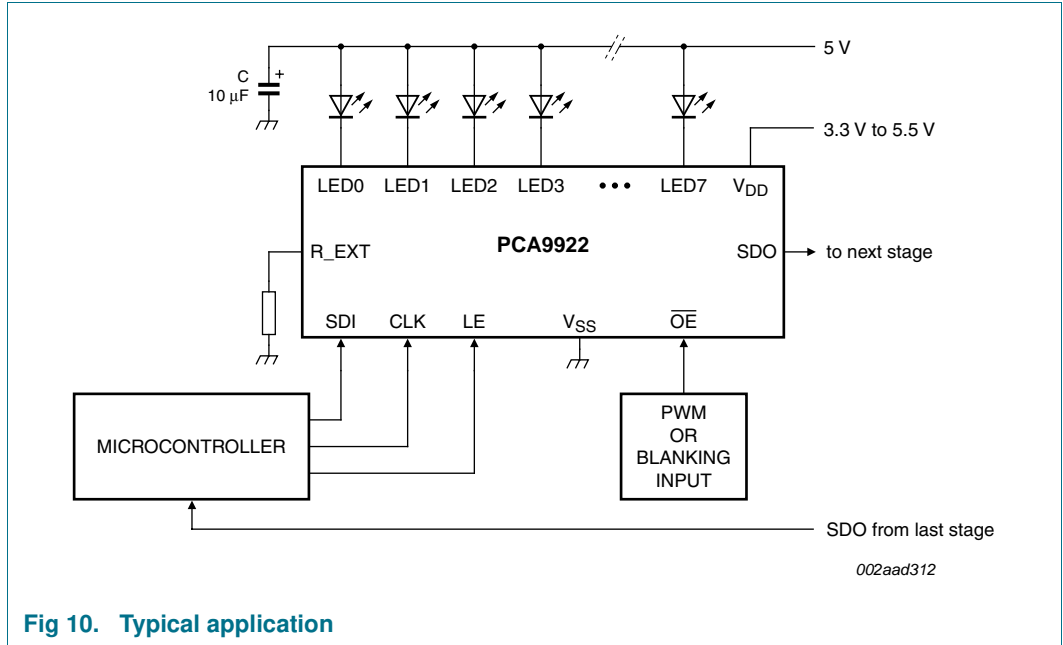 5 V
C
+
10 μF
3.3 V to 5.5 V
LED0 LED1 LED2 LED3 ••• LED7 VDD
R_EXT PCA9922 SDO to next stage
SDI CLK LE VSS OE
MICROCONTROLLER
PWM
OR
BLANKING
INPUT
SDO from last stage
002aad312
Fig 10. Typical application